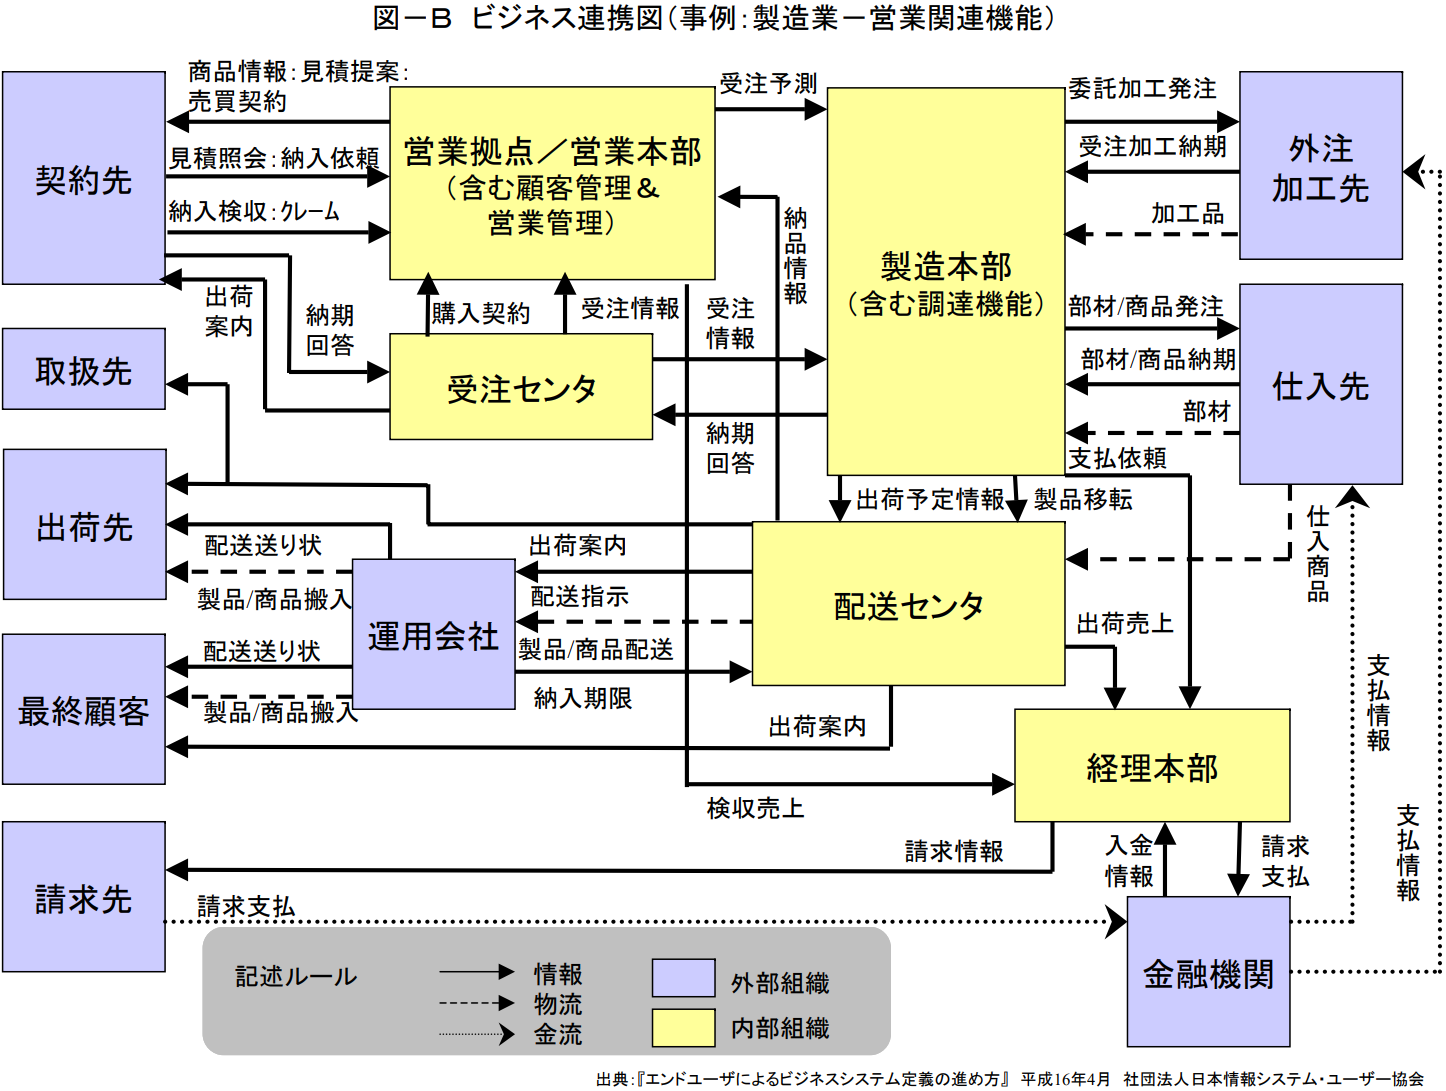 図－B ビジネス連携図（事例：製造業－営業関連機能）
商品情報：見積提案：
売買契約
見積照会：納入依頼
納入検収：ｸﾚｰﾑ
契約先
営業拠点／営業本部
（含む顧客管理＆
営業管理）
受注予測
委託加工発注
受注加工納期
加工品
外注
加工先
納品情報
製造本部
（含む調達機能）
出荷
案内
納期
回答
購入契約
受注情報
受注
情報
部材/商品発注
部材/商品納期
部材
仕入先
取扱先
受注センタ
納期
回答
支払依頼
出荷予定情報
製品移転
仕入商品
出荷先
配送送り状
製品/商品搬入
出荷案内
配送指示
製品/商品配送
納入期限
運用会社
配送センタ
出荷売上
最終顧客
配送送り状
製品/商品搬入
出荷案内
支払情報
経理本部
検収売上
支払情報
請求先
請求情報
入金
情報
請求
支払
請求支払
金融機関
記述ルール
情報
物流
金流
外部組織
内部組織
出典：『エンドユーザによるビジネスシステム定義の進め方』 平成16年4月 社団法人日本情報システム・ユーザー協会